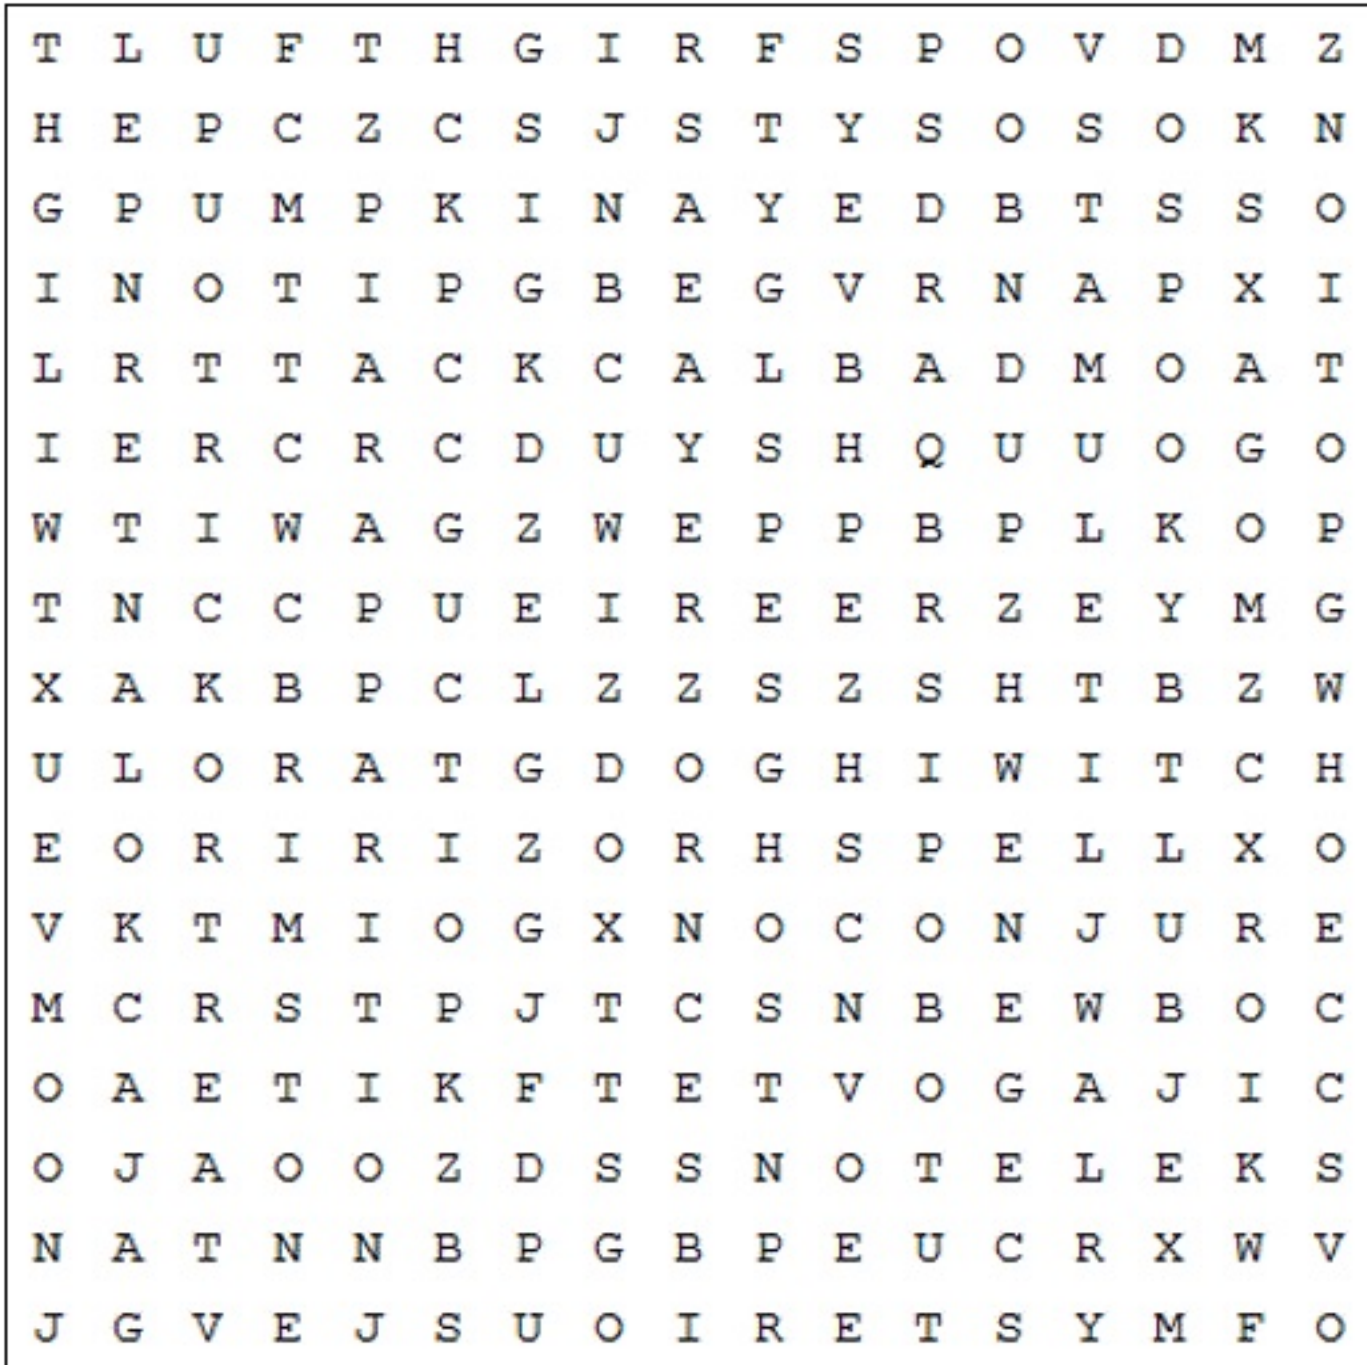 T L U F T H G I R F S P O V D M Z
H E P C Z C S J S T Y S O S O K N
G P U M P K I N A Y E D B T S S O
I N O T I P G B E G V R N A P X I
L R T T A C K C A L B A D M O A T
I E R C R C D U Y S H Q U U O G O
W T I W A G Z W E P P B P L K O P
T N C C P U E I R E E R Z E Y M G
X A K B P C L Z Z S Z S H T B Z W
U L O R A T G D O G H I W I T C H
E O R I R I Z O R H S P E L L X O
V K T M I O G X N O C O N J U R E
M C R S T P J T C S N B E W B O C
O A E T I K F T E T V O G A J I C
O J A O O Z D S S N O T E L E K S
N A T N N B P G B P E U C R X W V
J G V E J S U O I R E T S Y M F O